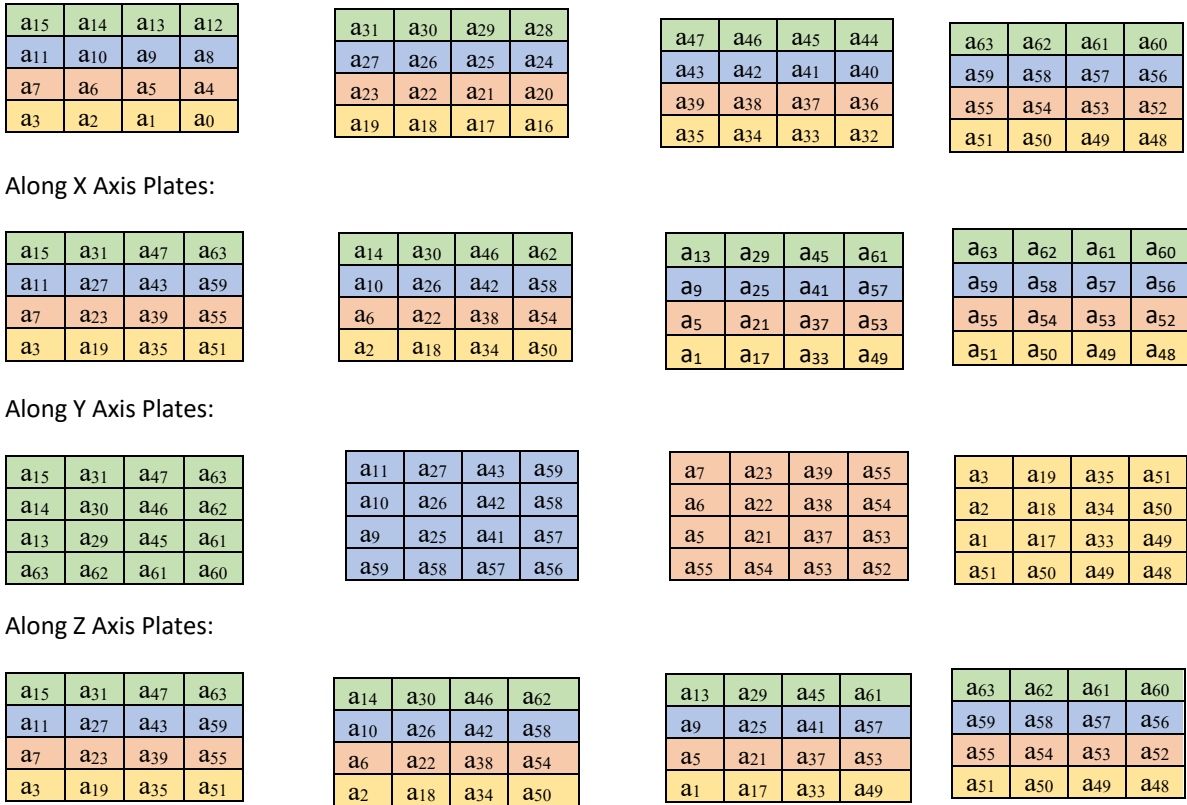 a15 a14 a13 a12 a31 a30 a29 a28 a47 a46 a45 a44 a63 a62 a61 a60
a11 a10 a9 a8 a27 a26 a25 a24 a43 a42 a41 a40 a59 a58 a57 a56
a7 a6 a5 a4 a23 a22 a21 a20 a39 a38 a37 a36 a55 a54 a53 a52
a3 a2 a1 a0 a19 a18 a17 a16 a35 a34 a33 a32 a51 a50 a49 a48
Along X Axis Plates:
a15 a31 a47 a63 a14 a30 a46 a62 a13 a29 a45 a61 a63 a62 a61 a60
a11 a27 a43 a59 a10 a26 a42 a58 a9 a25 a41 a57 a59 a58 a57 a56
a7 a23 a39 a55 a6 a22 a38 a54 a5 a21 a37 a53 a55 a54 a53 a52
a3 a19 a35 a51 a2 a18 a34 a50 a1 a17 a33 a49 a51 a50 a49 a48
Along Y Axis Plates:
a15 a31 a47 a63 a11 a27 a43 a59 a7 a23 a39 a55 a3 a19 a35 a51
a14 a30 a46 a62 a10 a26 a42 a58 a6 a22 a38 a54 a2 a18 a34 a50
a13 a29 a45 a61 a9 a25 a41 a57 a5 a21 a37 a53 a1 a17 a33 a49
a63 a62 a61 a60 a59 a58 a57 a56 a55 a54 a53 a52 a51 a50 a49 a48
Along Z Axis Plates:
a15 a31 a47 a63 a14 a30 a46 a62 a13 a29 a45 a61 a63 a62 a61 a60
a11 a27 a43 a59 a10 a26 a42 a58 a9 a25 a41 a57 a59 a58 a57 a56
a7 a23 a39 a55 a6 a22 a38 a54 a5 a21 a37 a53 a55 a54 a53 a52
a3 a19 a35 a51 a2 a18 a34 a50 a1 a17 a33 a49 a51 a50 a49 a48